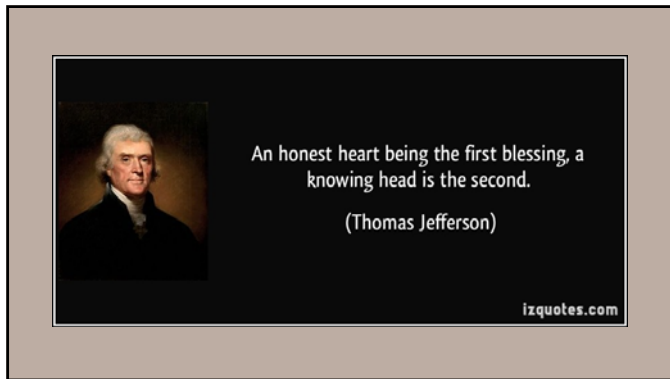 An honest heart being the first blessing, a
knowing head is the second.
(Thomas Jefferson)
izquotes.com